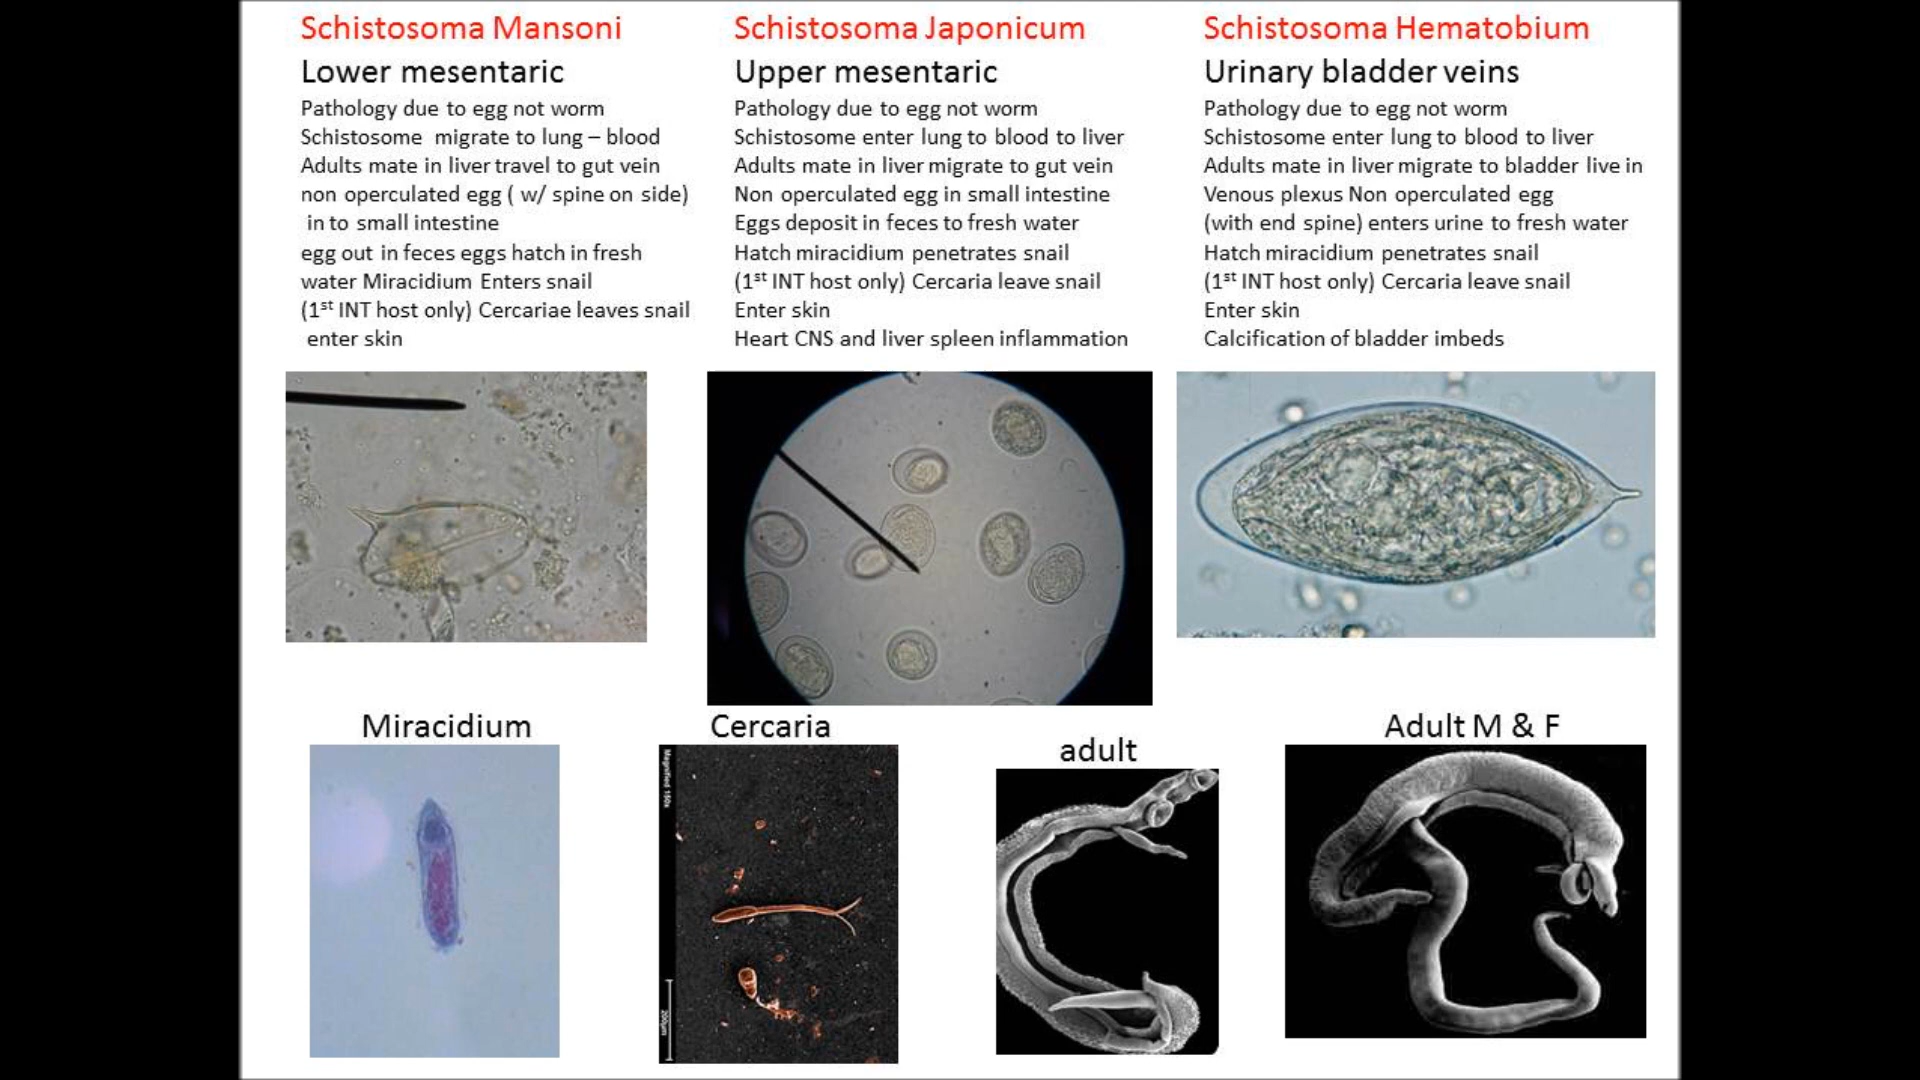 Schistosoma Mansoni
Lower mesentaric
Pathology due to egg not worm
Schistosome migrate to lung – blood
Adults mate in liver travel to gut vein
non operculated egg ( w/ spine on side)
in to small intestine
egg out in feces eggs hatch in fresh
water Miracidium Enters snail
(1st INT host only) Cercariae leaves snail
enter skin
Schistosoma Japonicum
Upper mesentaric
Pathology due to egg not worm
Schistosome enter lung to blood to liver
Adults mate in liver migrate to gut vein
Non operculated egg in small intestine
Eggs deposit in feces to fresh water
Hatch miracidium penetrates snail
(1st INT host only) Cercaria leave snail
Enter skin
Heart CNS and liver spleen inflammation
Schistosoma Hematobium
Urinary bladder veins
Pathology due to egg not worm
Schistosome enter lung to blood to liver
Adults mate in liver migrate to bladder live in
Venous plexus Non operculated egg
(with end spine) enters urine to fresh water
Hatch miracidium penetrates snail
(1st INT host only) Cercaria leave snail
Enter skin
Calcification of bladder imbeds
Miracidium
Cercaria
adult
Adult M & F
Magnified 150x
200µm